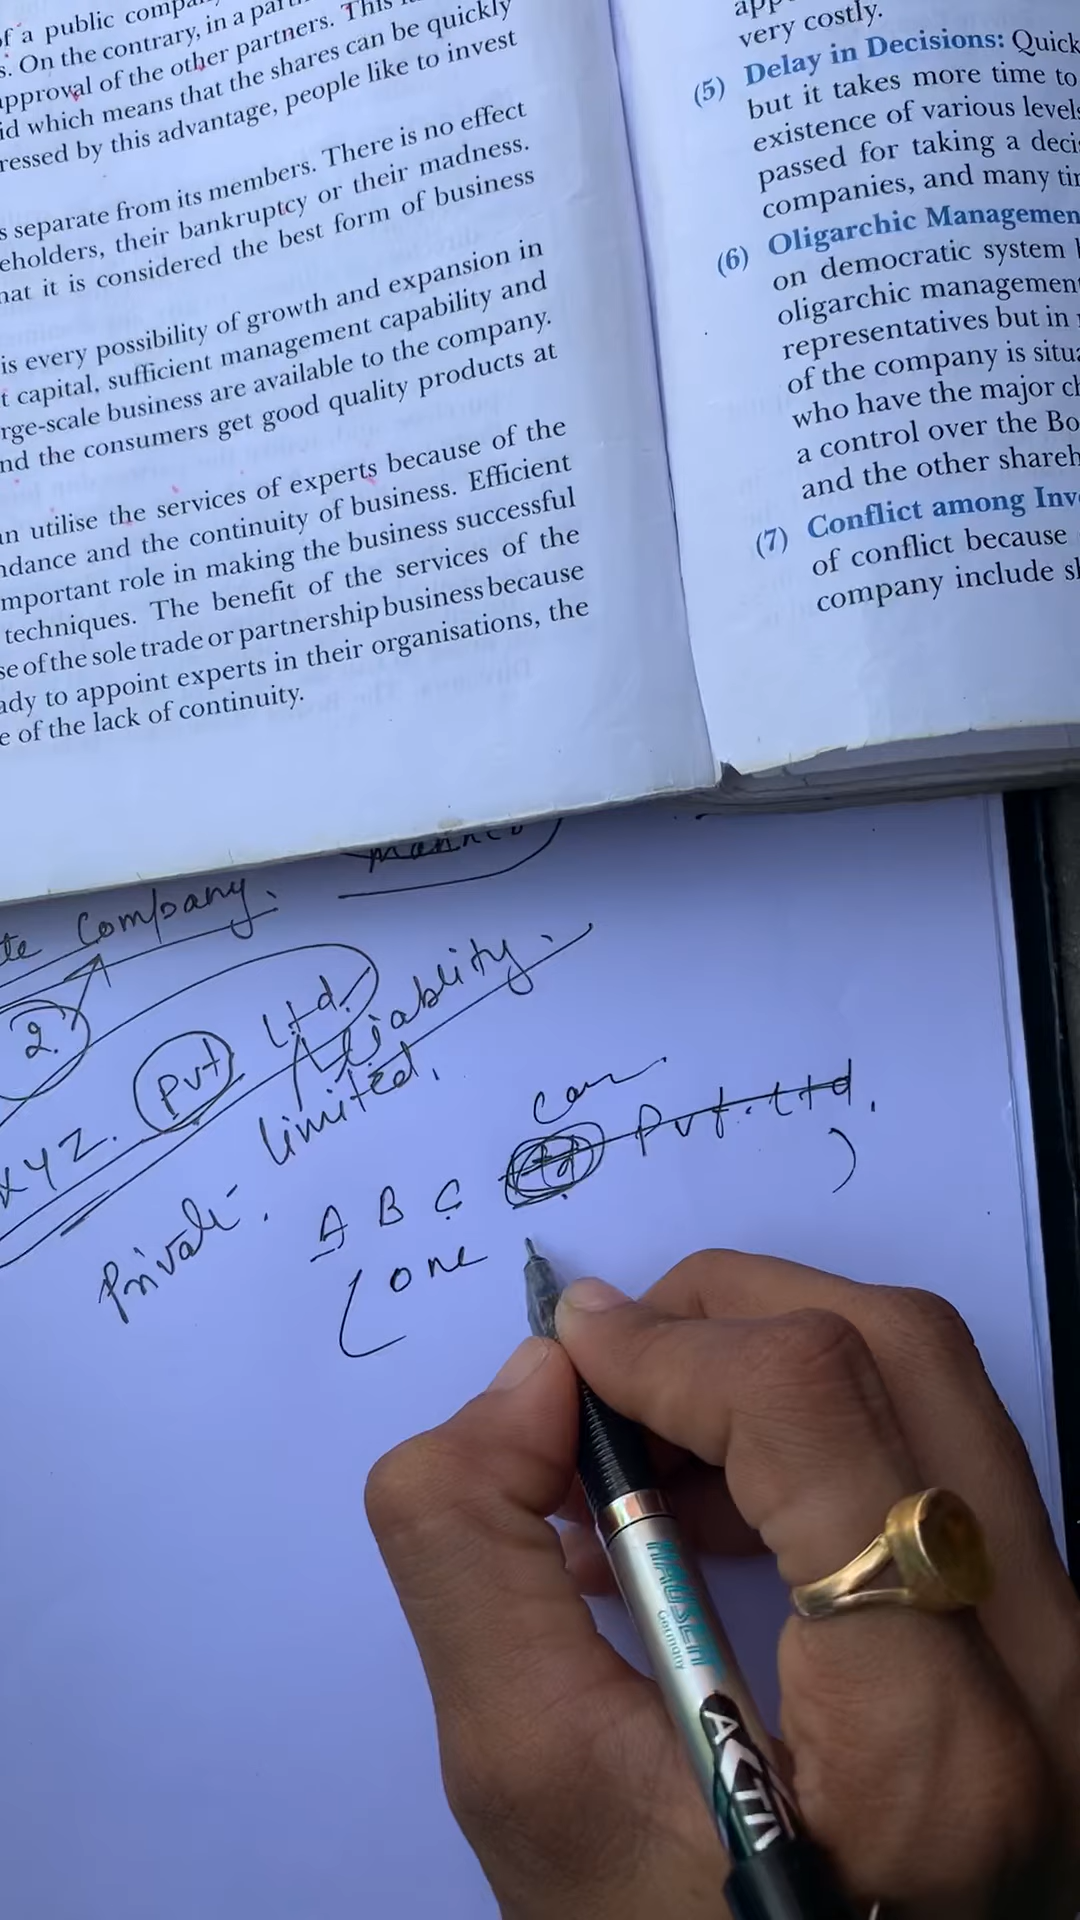 of a public
s. On the contrary, in a
approval of the other partners. This
id which means that the shares can be quickly
ressed by this advantage, people like to invest
s separate from its members. There is no effect
eholders, their bankruptcy or their madness.
hat it is considered the best form of business
is every possibility of growth and expansion in
t capital, sufficient management capability and
rge-scale business are available to the company.
nd the consumers get good quality products at
an utilise the services of experts because of the
ndance and the continuity of business. Efficient
mportant role in making the business successful
techniques. The benefit of the services of the
se of the sole trade or partnership business because
ady to appoint experts in their organisations, the
e of the lack of continuity.
very costly.
(5) Delay in Decisions: Quick
but it takes more time to
existence of various levels
passed for taking a deci
companies, and many tim
(6) Oligarchic Managemen
on democratic system
oligarchic management
representatives but in
of the company is situa
who have the major ch
a control over the Bo
and the other shareh
(7) Conflict among Inv
of conflict because
company include sh
te Company.
2.
XYZ. Pvt Ltd.
Liablity.
limited.
Private.
A B C Ltd Pvt. Ltd.
(one )
HAUSER
Germany
ACTIV